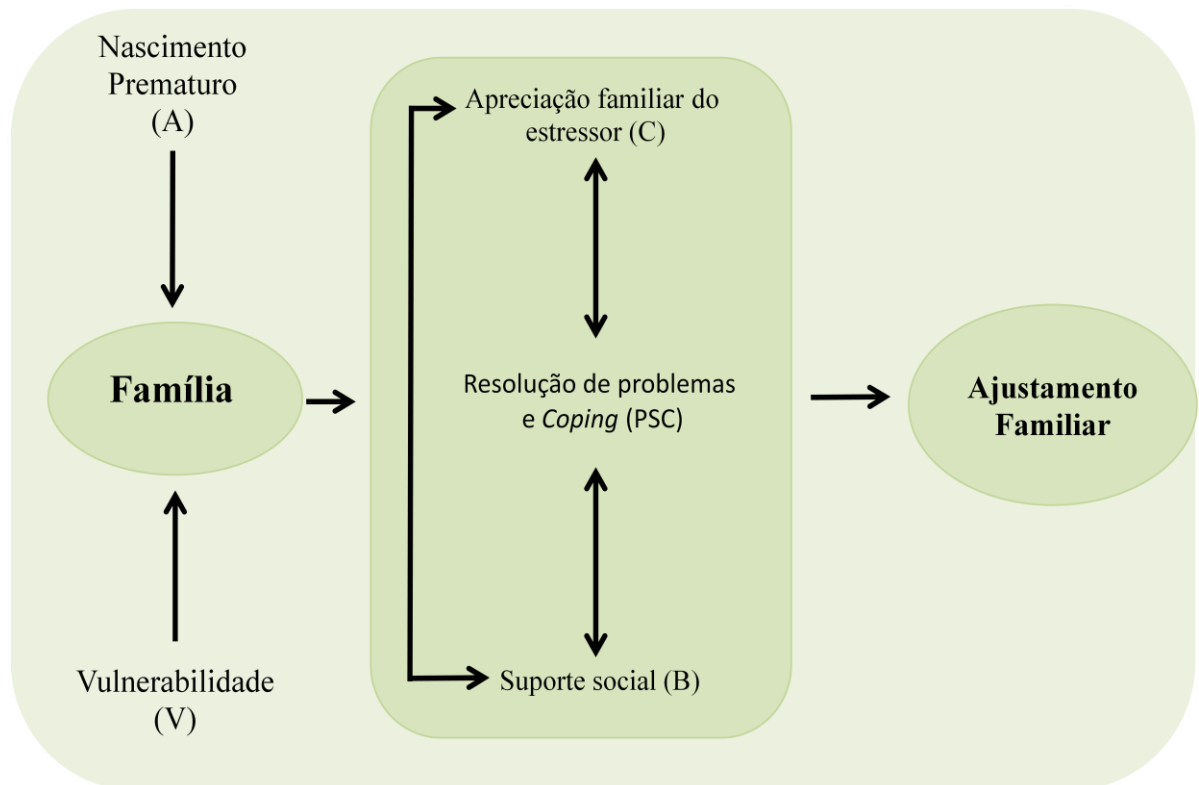 Nascimento
Prematuro
(A)
Família
Vulnerabilidade
(V)
Apreciação familiar do
estressor (C)
Resolução de problemas
e Coping (PSC)
Suporte social (B)
Ajustamento
Familiar